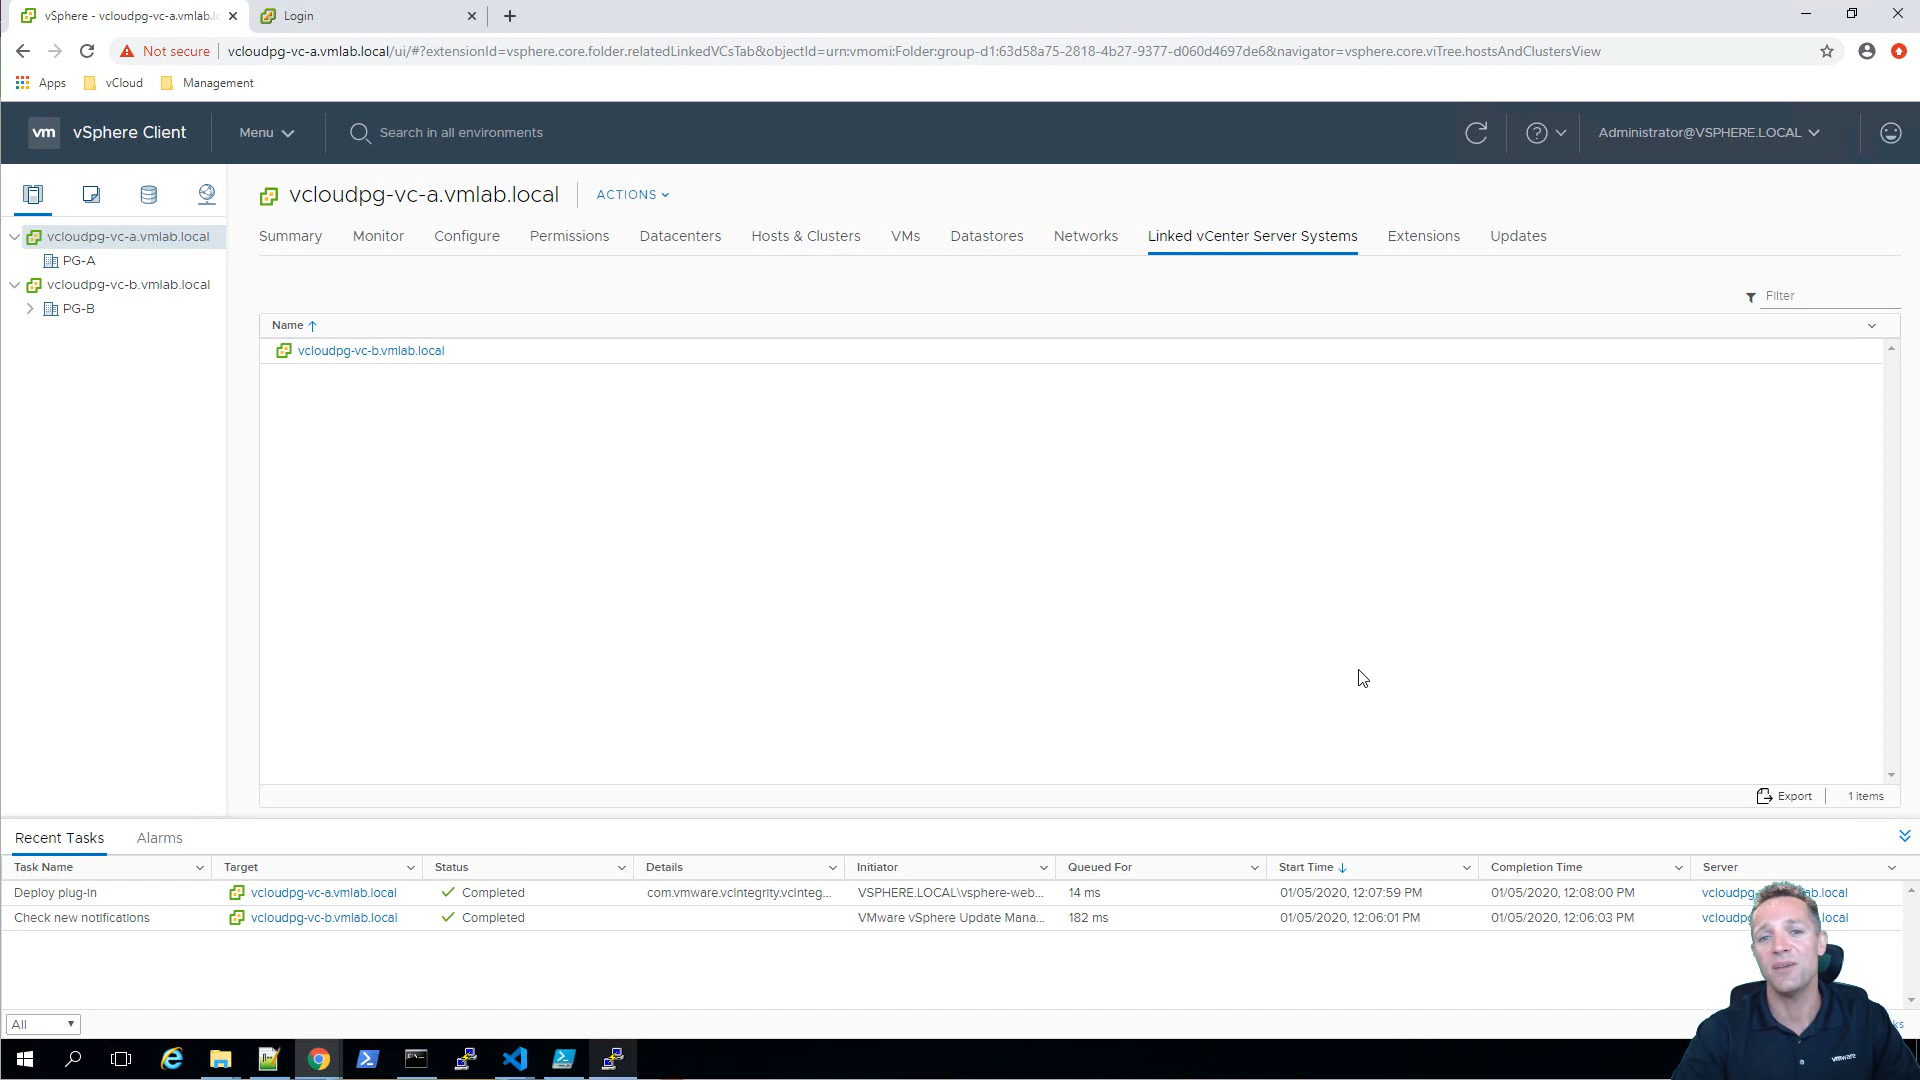 vSphere - vcloudpg-vc-a.vmlab.lo
Login
Not secure
vcloudpg-vc-a.vmlab.local/ui/#?extensionId=vsphere.core.folder.relatedLinkedVCsTab&objectId=urn:vmomi:Folder:group-d1:63d58a75-2818-4b27-9377-d060d4697de6&navigator=vsphere.core.viTree.hostsAndClustersView
Apps
vCloud
Management
vm
vSphere Client
Menu
Search in all environments
Administrator@VSPHERE.LOCAL
vcloudpg-vc-a.vmlab.local
ACTIONS
vcloudpg-vc-a.vmlab.local
PG-A
vcloudpg-vc-b.vmlab.local
PG-B
Summary
Monitor
Configure
Permissions
Datacenters
Hosts & Clusters
VMs
Datastores
Networks
Linked vCenter Server Systems
Extensions
Updates
Filter
Name
vcloudpg-vc-b.vmlab.local
Export
1 items
Recent Tasks
Alarms
Task Name
Target
Status
Details
Initiator
Queued For
Start Time
Completion Time
Server
Deploy plug-in
vcloudpg-vc-a.vmlab.local
Completed
com.vmware.vcIntegrity.vcInteg...
VSPHERE.LOCAL\vsphere-web...
14 ms
01/05/2020, 12:07:59 PM
01/05/2020, 12:08:00 PM
vcloudpg- ab.local
Check new notifications
vcloudpg-vc-b.vmlab.local
Completed
VMware vSphere Update Mana...
182 ms
01/05/2020, 12:06:01 PM
01/05/2020, 12:06:03 PM
vcloudp .local
All
vmware